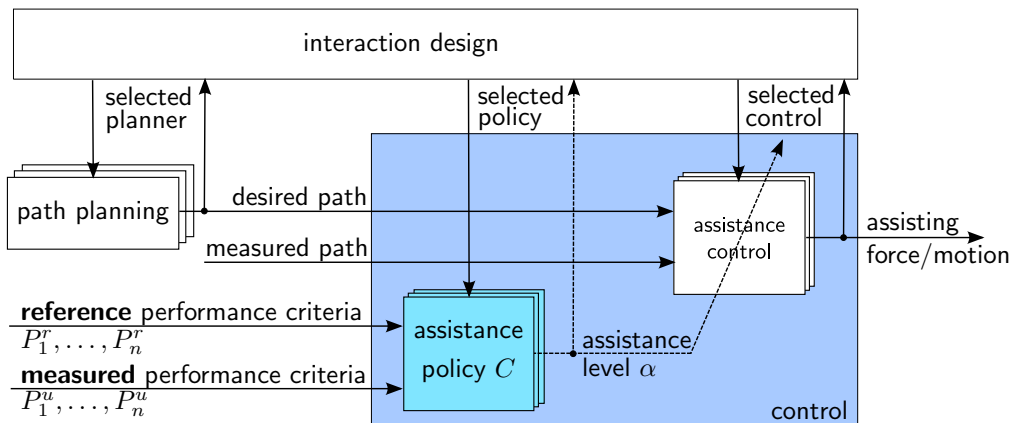 interaction design
selected
planner
selected
policy
selected
control
path planning
desired path
measured path
assistance
control
assisting
force/motion
reference performance criteria
P_1^r, . . . , P_n^r
measured performance criteria
P_1^u, . . . , P_n^u
assistance
policy C
assistance
level α
control